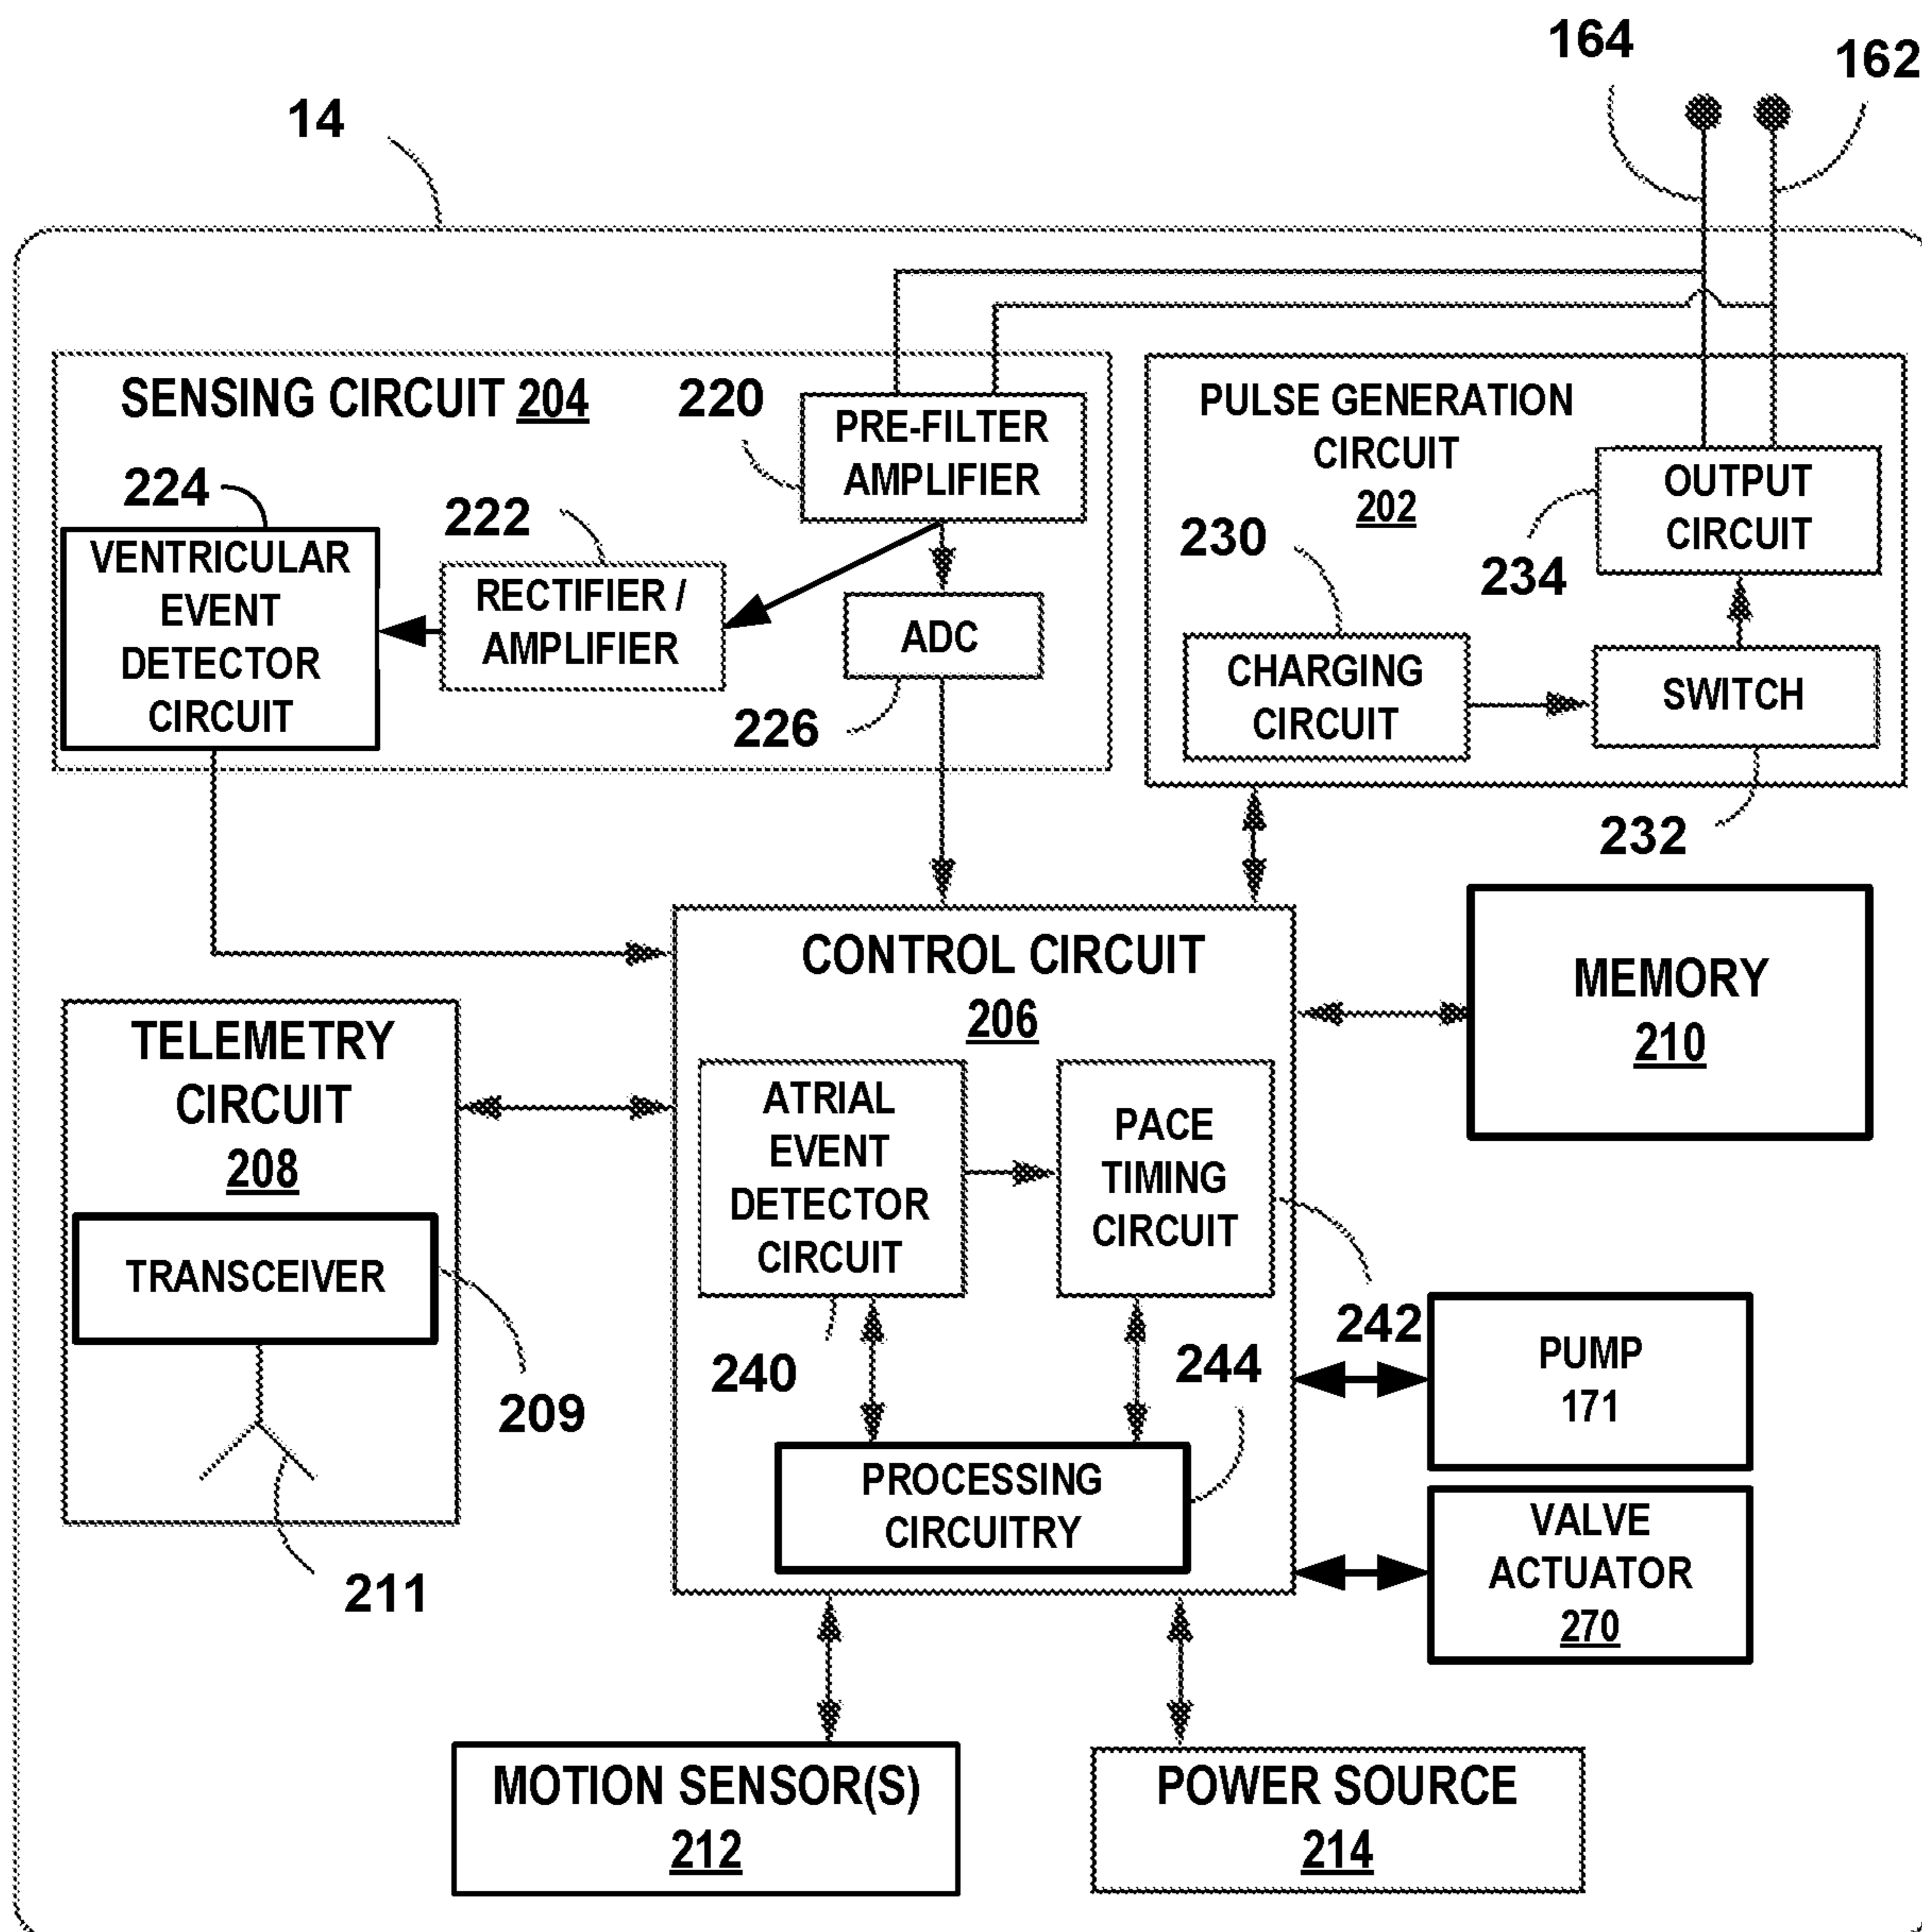 164
162
14
SENSING CIRCUIT 204
220
PRE-FILTER
AMPLIFIER
224
VENTRICULAR
EVENT
DETECTOR
CIRCUIT
222
RECTIFIER /
AMPLIFIER
ADC
226
PULSE GENERATION
CIRCUIT
202
OUTPUT
CIRCUIT
230
234
CHARGING
CIRCUIT
SWITCH
232
CONTROL CIRCUIT
206
MEMORY
210
TELEMETRY
CIRCUIT
208
TRANSCEIVER
209
211
ATRIAL
EVENT
DETECTOR
CIRCUIT
PACE
TIMING
CIRCUIT
240
242
244
PROCESSING
CIRCUITRY
PUMP
171
VALVE
ACTUATOR
270
MOTION SENSOR(S)
212
POWER SOURCE
214